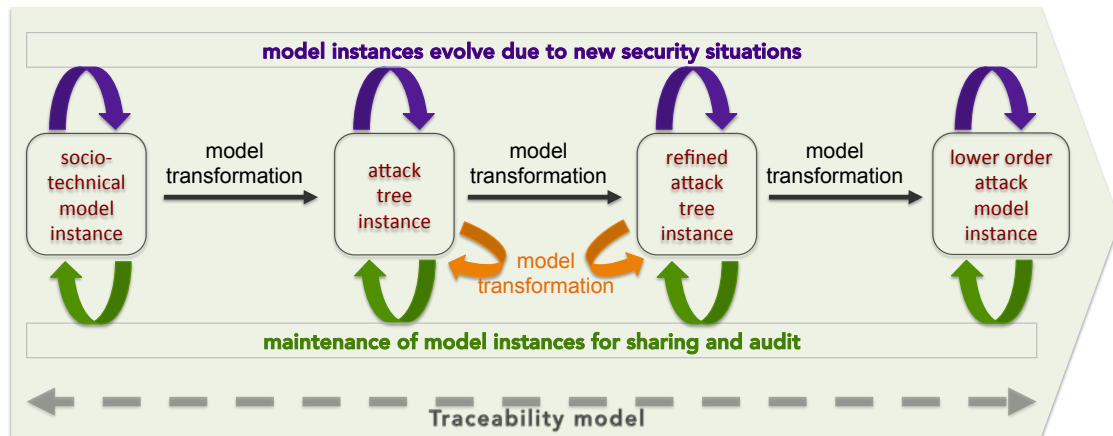 model instances evolve due to new security situations
socio-
technical
model
instance
model
transformation
attack
tree
instance
model
transformation
refined
attack
tree
instance
model
transformation
lower order
attack
model
instance
model
transformation
maintenance of model instances for sharing and audit
Traceability model